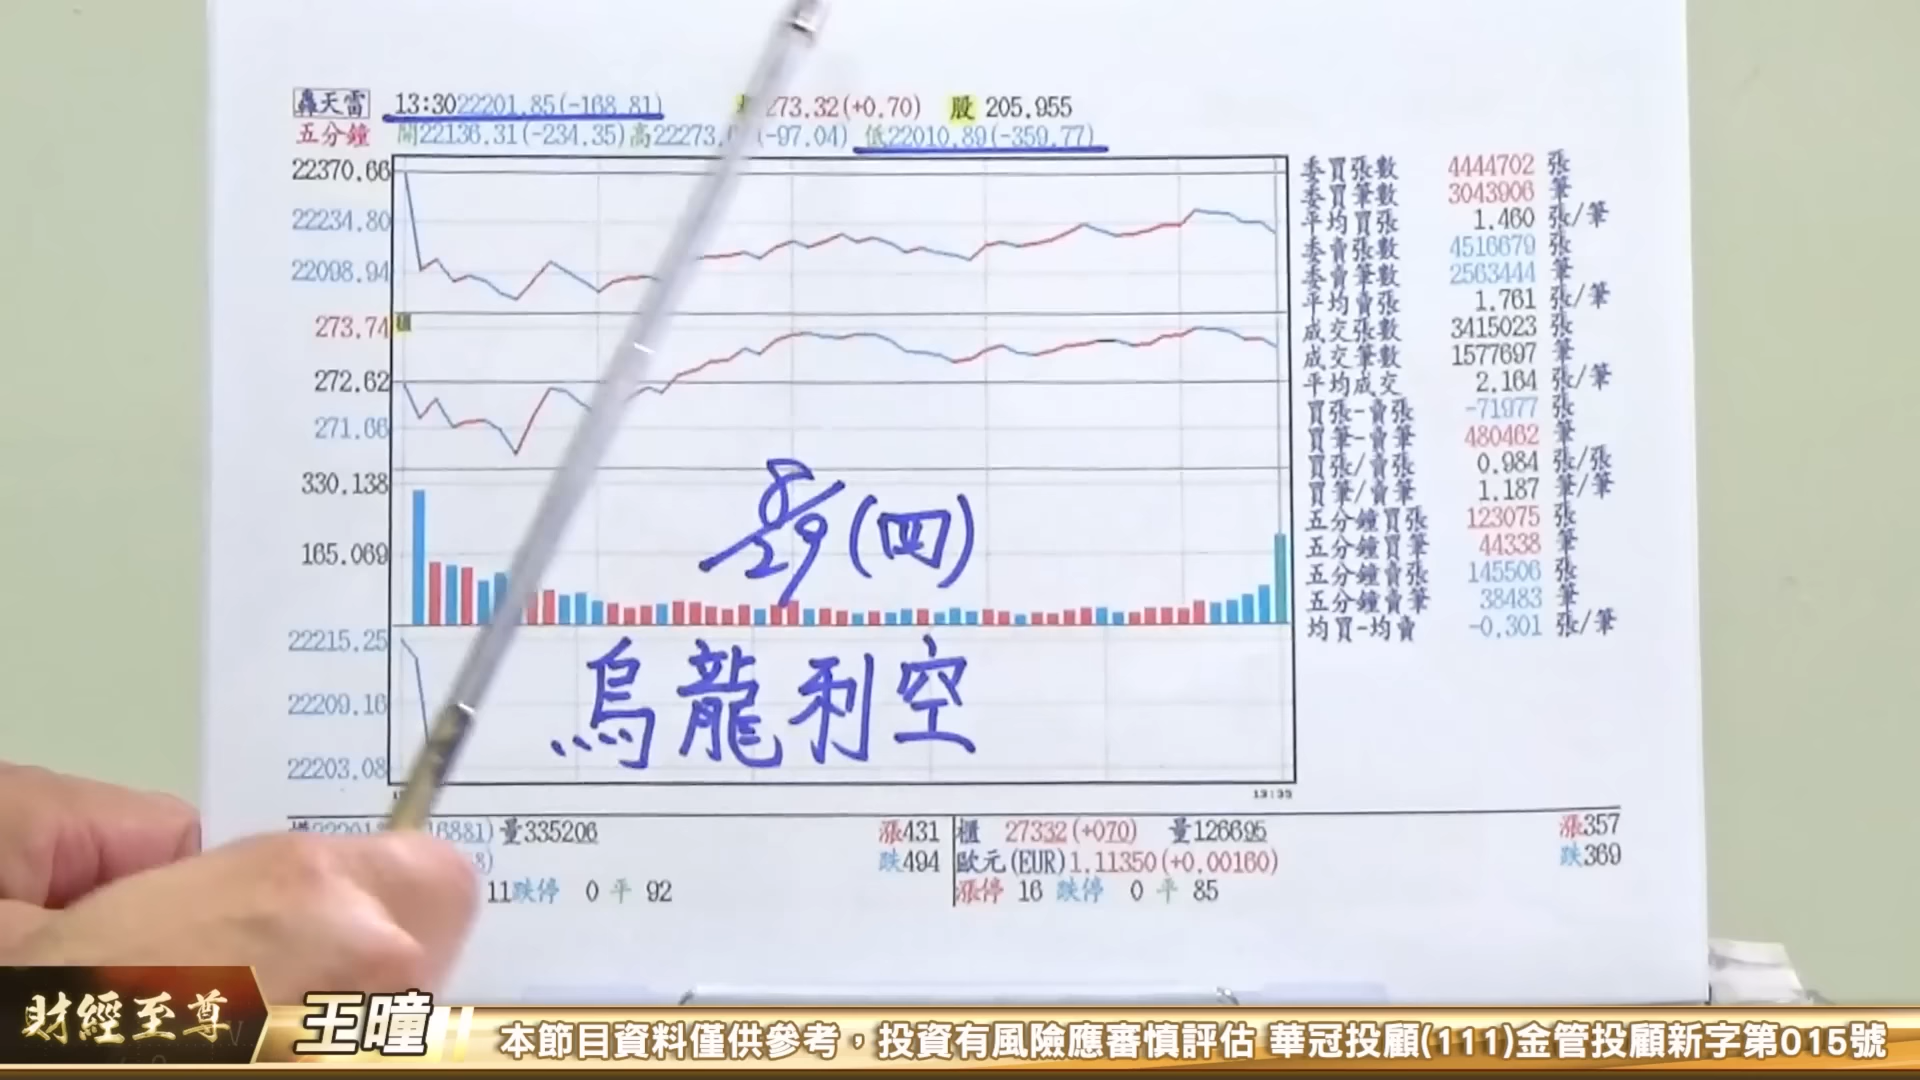 轟天雷 13:30 22201.85(-168.81) 273.32(+0.70) 股 205.955
五分鐘 開22136.31(-234.35) 高22273. (-97.04) 低22010.89(-359.77)
22370.66
22234.80
22098.94
273.74 櫃
272.62
271.66
330.138
165.069
22215.25
22209.16
22203.08
13:35
8/29(四)
烏龍利空
委買張數 4444702 張
委買筆數 3043906 筆
平均買張 1.460 張/筆
委賣張數 4516679 張
委賣筆數 2563444 筆
平均賣張 1.761 張/筆
成交張數 3415023 張
成交筆數 1577697 筆
平均成交 2.164 張/筆
買張-賣張 -71977 張
買筆-賣筆 480462 筆
買張/賣張 0.984 張/張
買筆/賣筆 1.187 筆/筆
五分鐘買張 123075 張
五分鐘買筆 44338 筆
五分鐘賣張 145506 張
五分鐘賣筆 38483 筆
均買-均賣 -0.301 張/筆
16881) 量335206 漲431
跌494
11 跌停 0 平 92
櫃 27332(+070) 量126695 漲357
歐元(EUR)1.11350(+0.00160) 跌369
漲停 16 跌停 0 平 85
財經至尊
王曈
本節目資料僅供參考，投資有風險應審慎評估 華冠投顧(111)金管投顧新字第015號